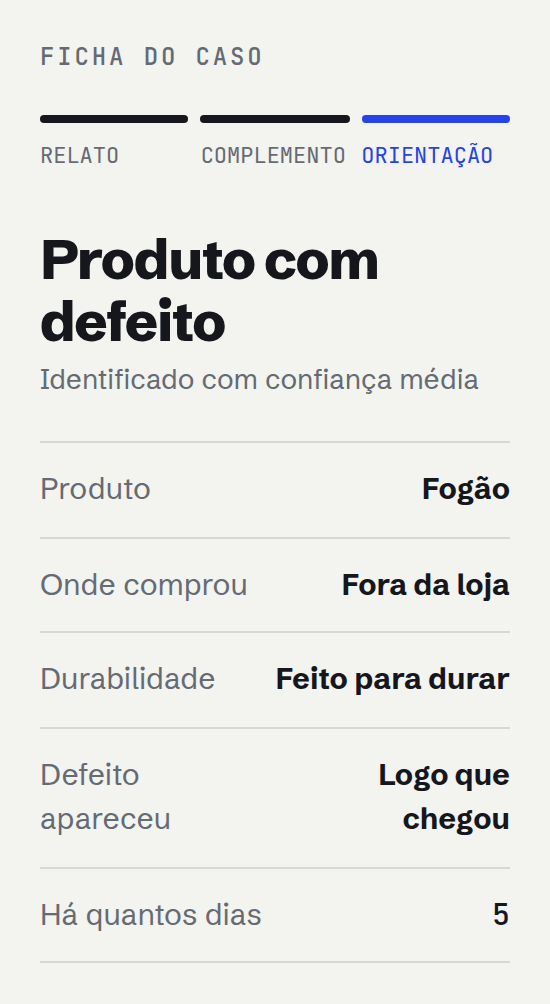 FICHA DO CASO
RELATO COMPLEMENTO ORIENTAÇÃO
Produto com
defeito
Identificado com confiança média
Produto Fogão
Onde comprou Fora da loja
Durabilidade Feito para durar
Defeito Logo que
apareceu chegou
Há quantos dias 5